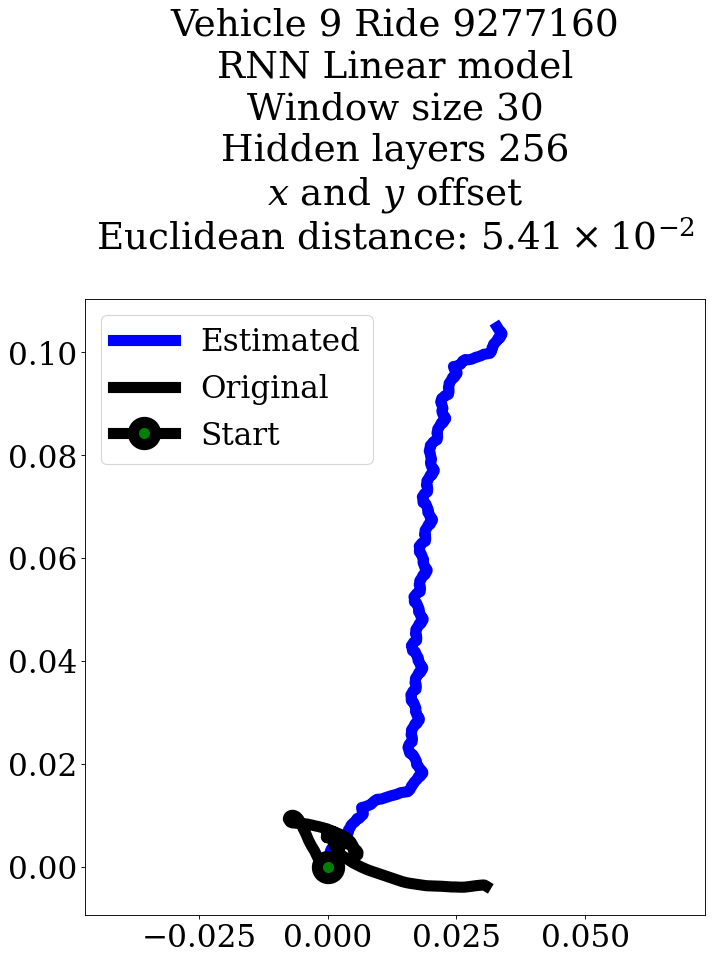 Vehicle 9 Ride 9277160
RNN Linear model
Window size 30
Hidden layers 256
x and y offset
Euclidean distance: 5.41 × 10⁻²
Estimated
Original
Start
0.10
0.08
0.06
0.04
0.02
0.00
−0.025 0.000 0.025 0.050